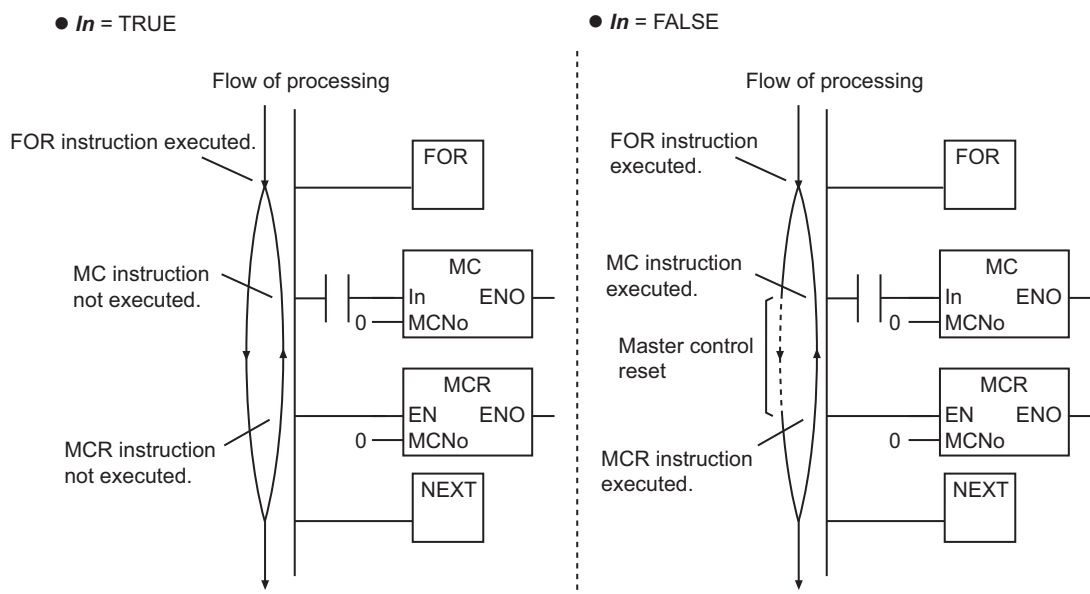 ● In = TRUE
Flow of processing
FOR instruction executed.
FOR
MC instruction
not executed.
MC
In ENO
0 MCNo
MCR
EN ENO
0 MCNo
MCR instruction
not executed.
NEXT
● In = FALSE
Flow of processing
FOR instruction
executed.
FOR
MC instruction
executed.
MC
In ENO
0 MCNo
Master control
reset
MCR
EN ENO
0 MCNo
MCR instruction
executed.
NEXT